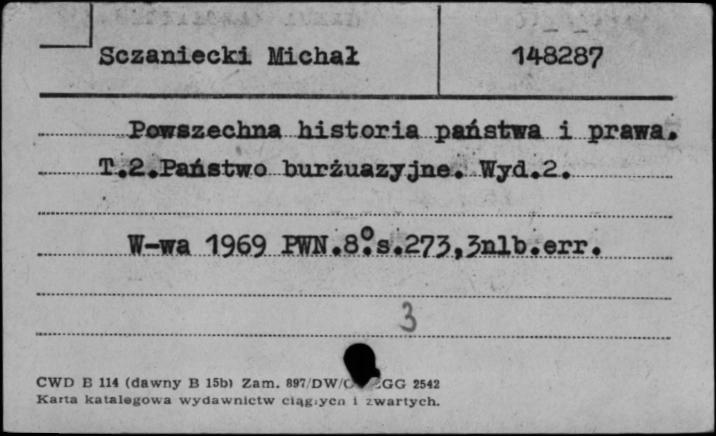 Sczaniecki Michał 148287
Powszechna historia państwa i prawa.
T.2.Państwo burżuazyjne. Wyd.2.
W-wa 1969 PWN.8°.s.273,3nlb.err.
3
CWD B 114 (dawny B 15b) Zam. 897/DW/ GG 2542
Karta katalogowa wydawnictw ciągłych i zwartych.